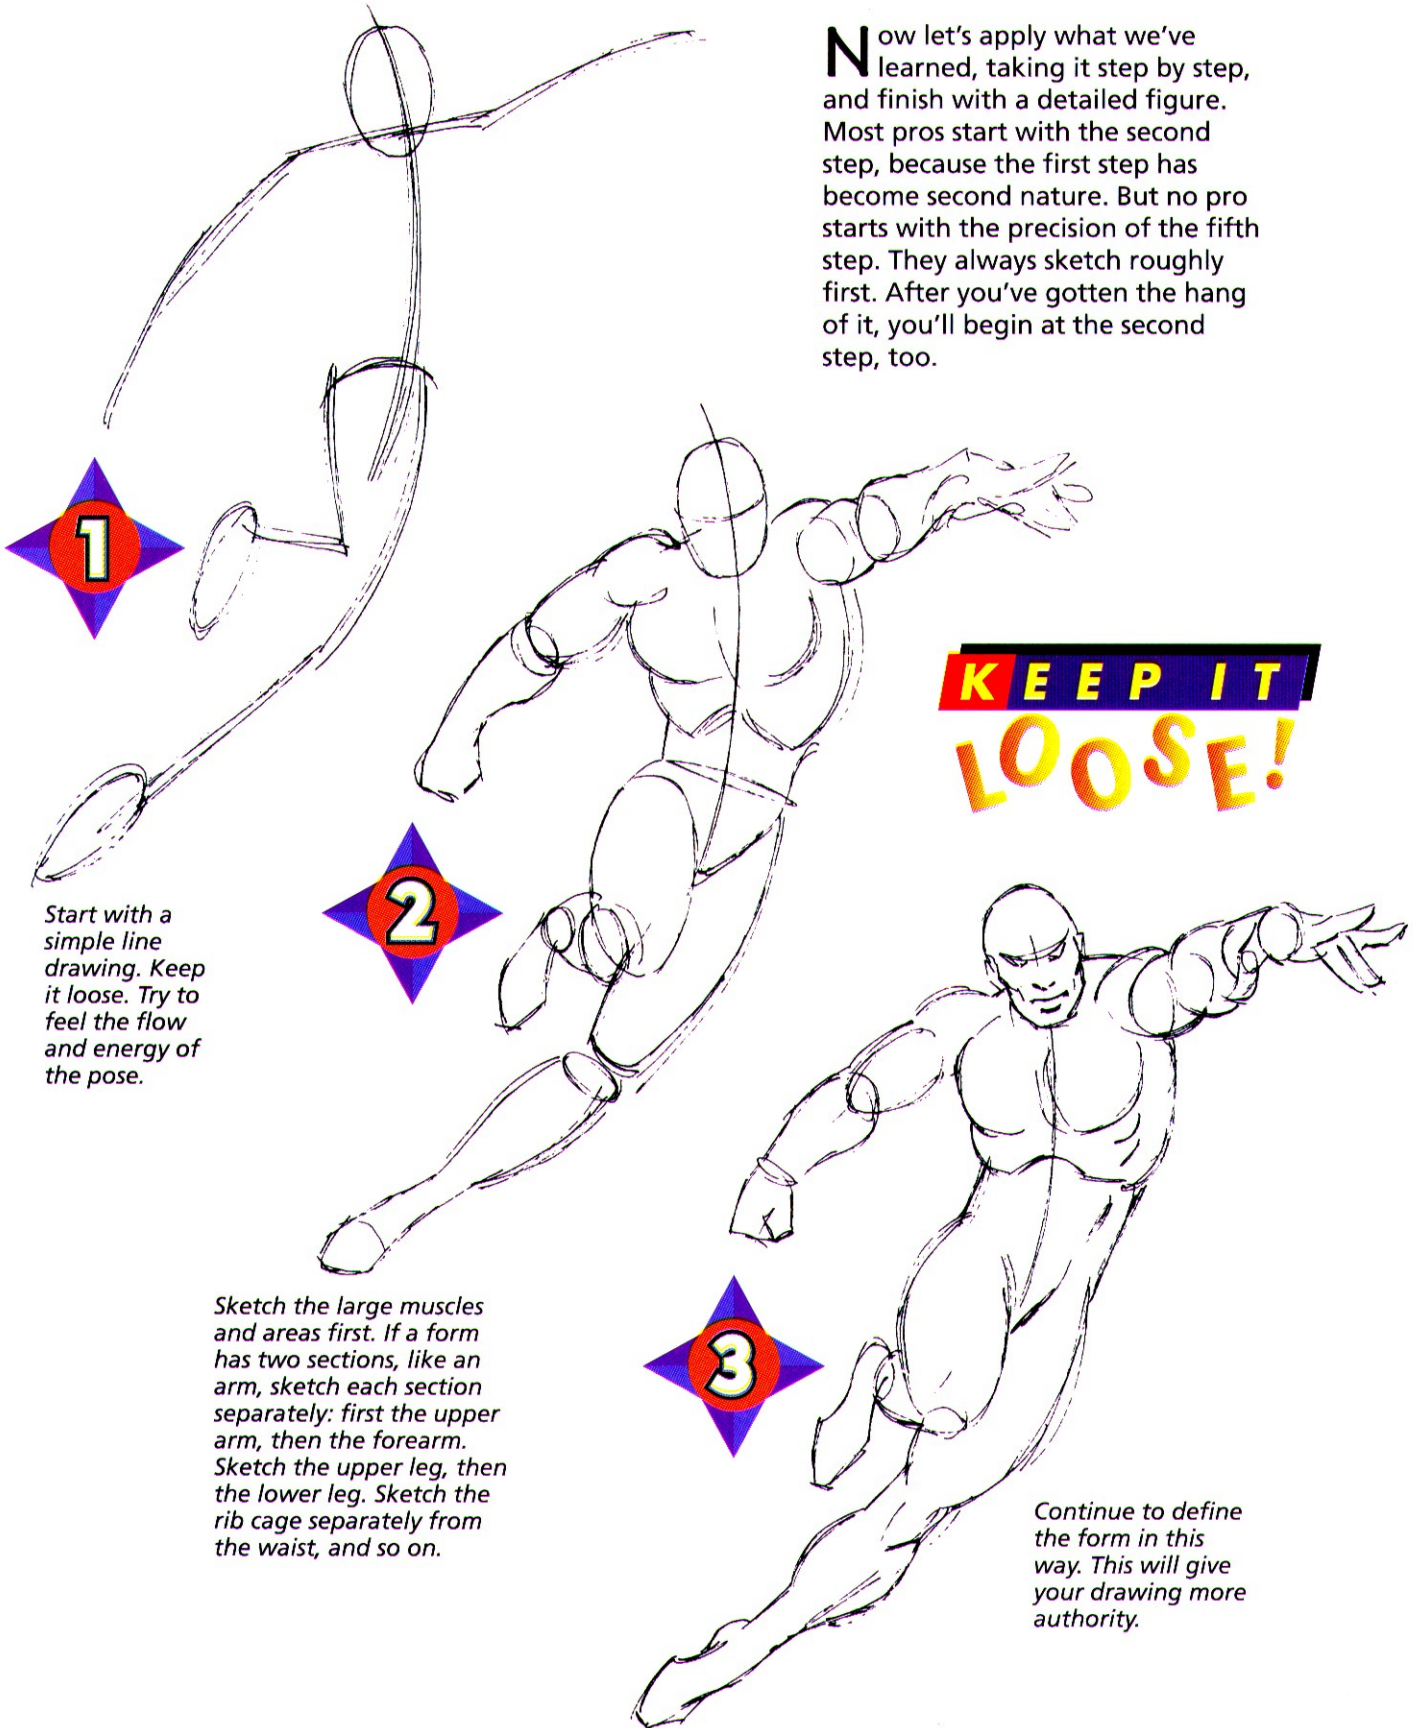 Now let's apply what we've
learned, taking it step by step,
and finish with a detailed figure.
Most pros start with the second
step, because the first step has
become second nature. But no pro
starts with the precision of the fifth
step. They always sketch roughly
first. After you've gotten the hang
of it, you'll begin at the second
step, too.
1
KEEP IT
LOOSE!
2
Start with a
simple line
drawing. Keep
it loose. Try to
feel the flow
and energy of
the pose.
Sketch the large muscles
and areas first. If a form
has two sections, like an
arm, sketch each section
separately: first the upper
arm, then the forearm.
Sketch the upper leg, then
the lower leg. Sketch the
rib cage separately from
the waist, and so on.
3
Continue to define
the form in this
way. This will give
your drawing more
authority.